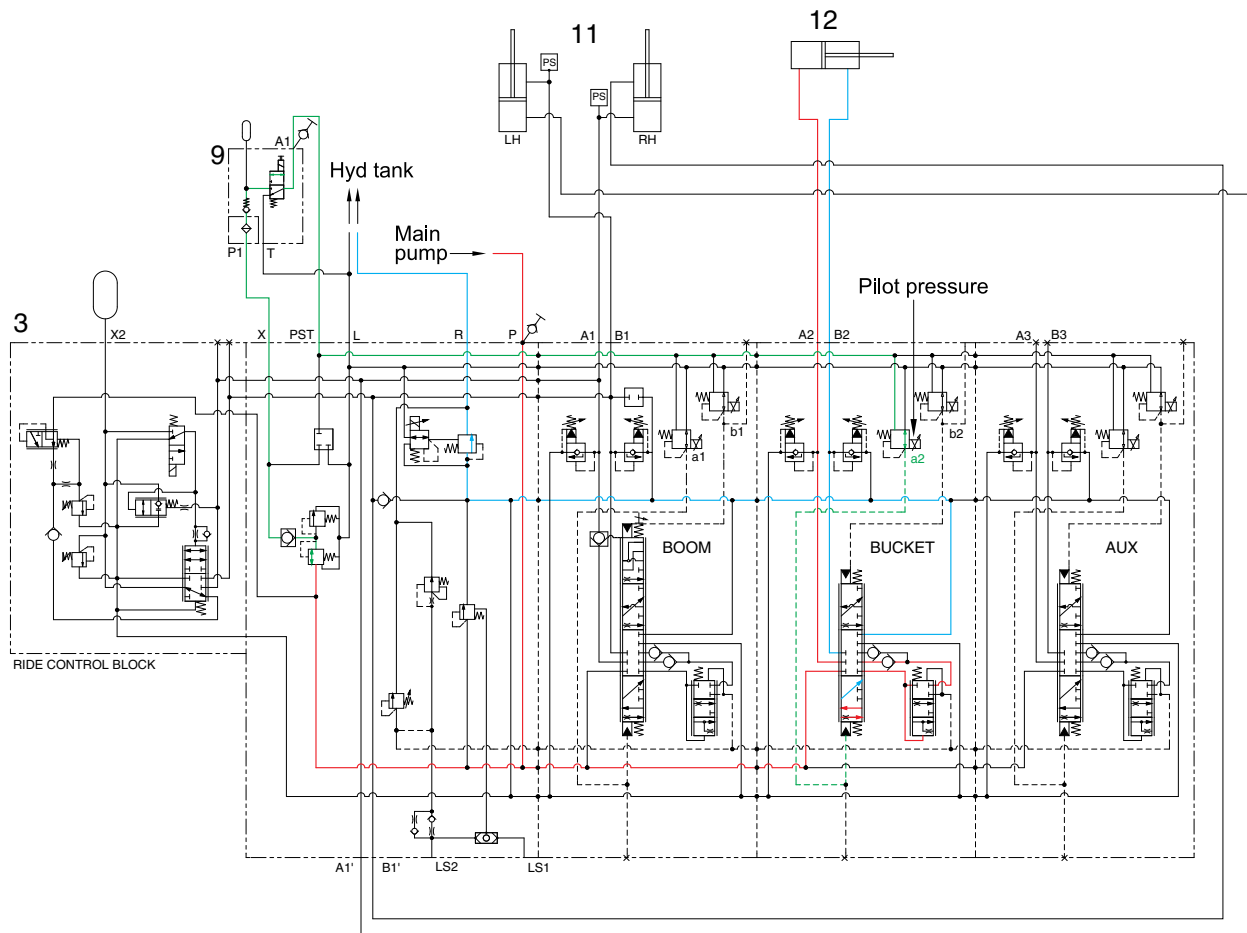 11
12
PS
PS
LH
RH
9
A1
Hyd tank
P1
T
Main
pump
Pilot pressure
3
X2
X
PST
L
R
P
A1
B1
A2
B2
A3
B3
b1
b2
a1
a2
BOOM
BUCKET
AUX
RIDE CONTROL BLOCK
A1'
B1'
LS2
LS1